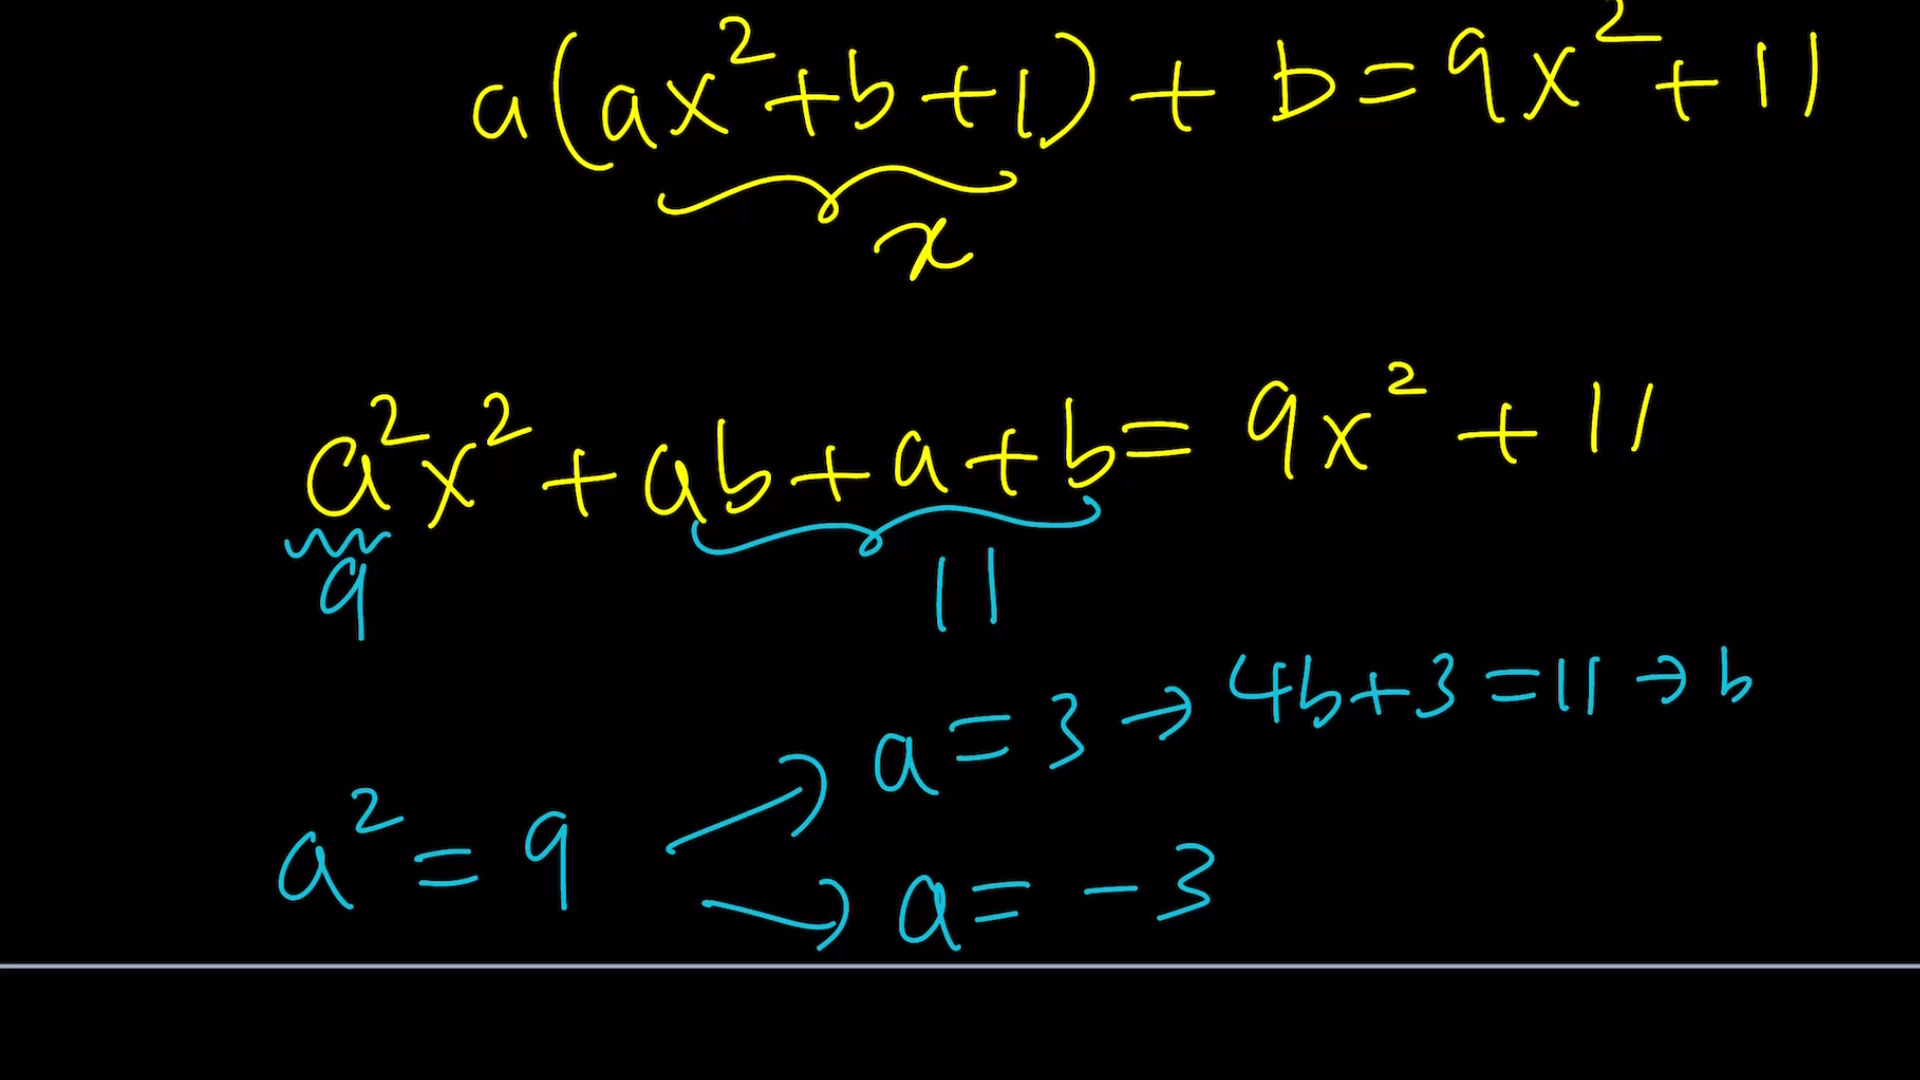 a(ax²+b+1)+b=9x²+11
x
a²x²+ab+a+b=9x²+11
9 11
a=3→4b+3=11→b
a²=9
a=-3